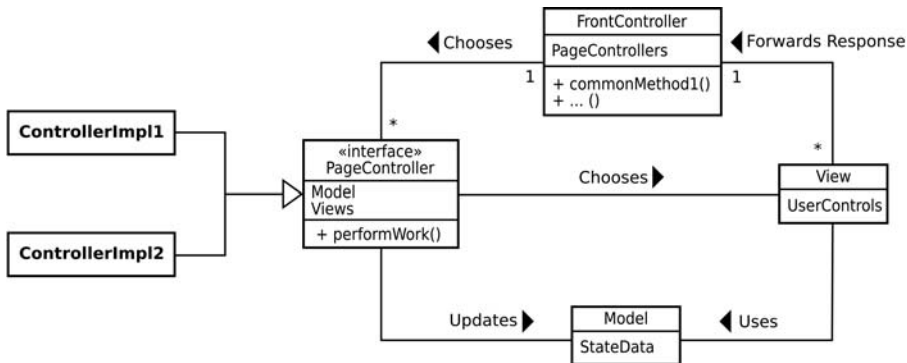 FrontController
PageControllers
+ commonMethod1()
+ ... ()
Chooses
Forwards Response
1
1
*
*
ControllerImpl1
ControllerImpl2
«interface»
PageController
Model
Views
+ performWork()
Chooses
View
UserControls
Updates
Model
StateData
Uses